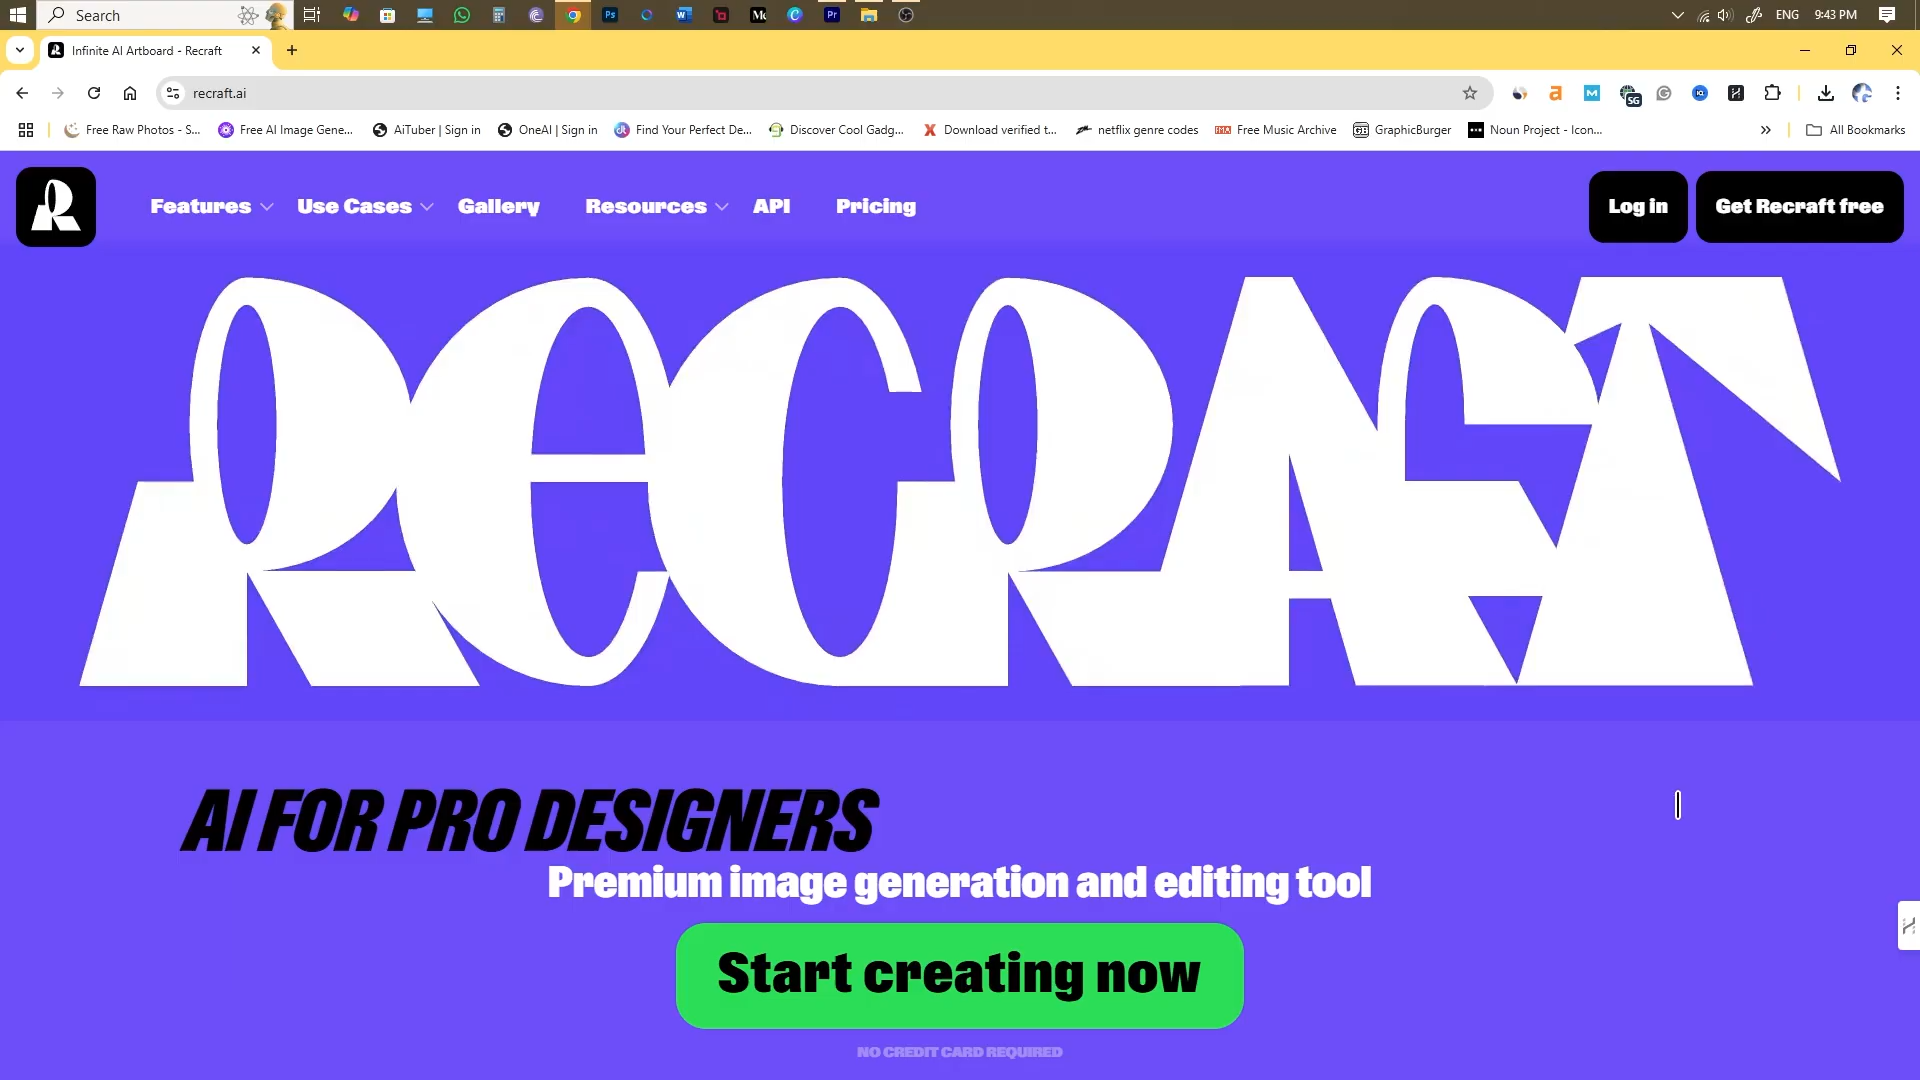 Search
ENG
9:43 PM
Infinite AI Artboard - Recraft
recraft.ai
Free Raw Photos - S...
Free AI Image Gene...
AiTuber | Sign in
OneAI | Sign in
Find Your Perfect De...
Discover Cool Gadg...
Download verified t...
netflix genre codes
Free Music Archive
GraphicBurger
Noun Project - Icon...
All Bookmarks
Features
Use Cases
Gallery
Resources
API
Pricing
Log in
Get Recraft free
RECRAFT
AI FOR PRO DESIGNERS
Premium image generation and editing tool
Start creating now
NO CREDIT CARD REQUIRED